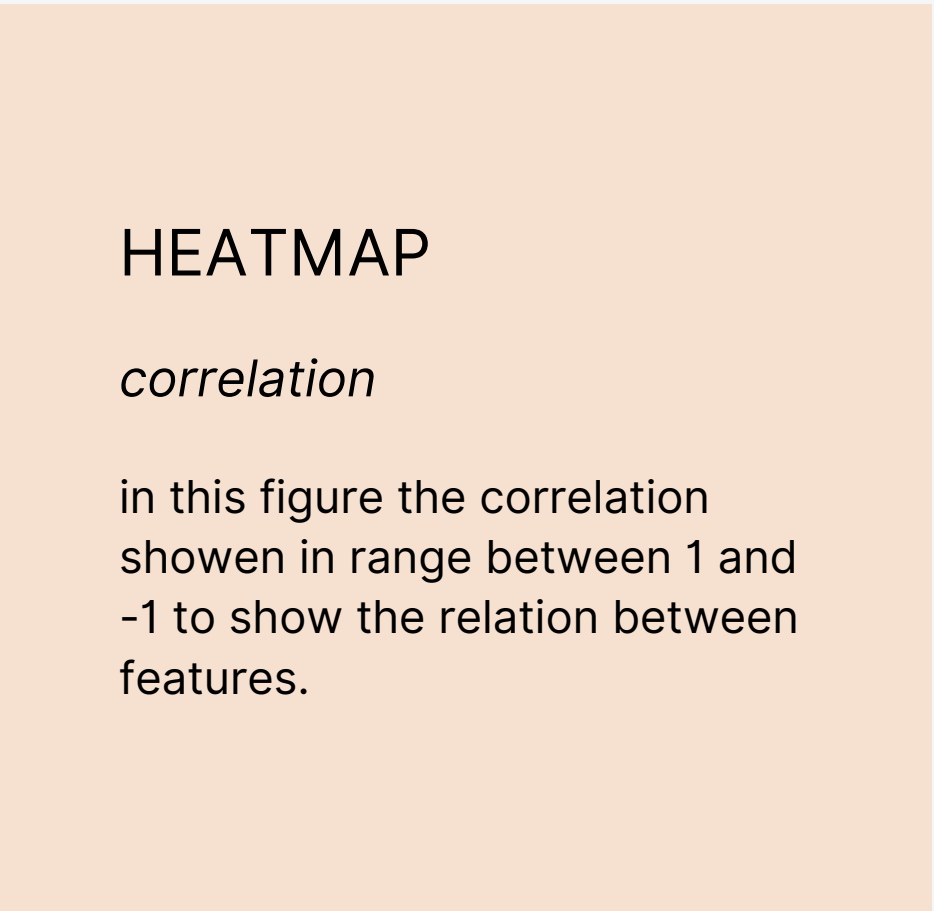 HEATMAP
correlation
in this figure the correlation
showen in range between 1 and
-1 to show the relation between
features.